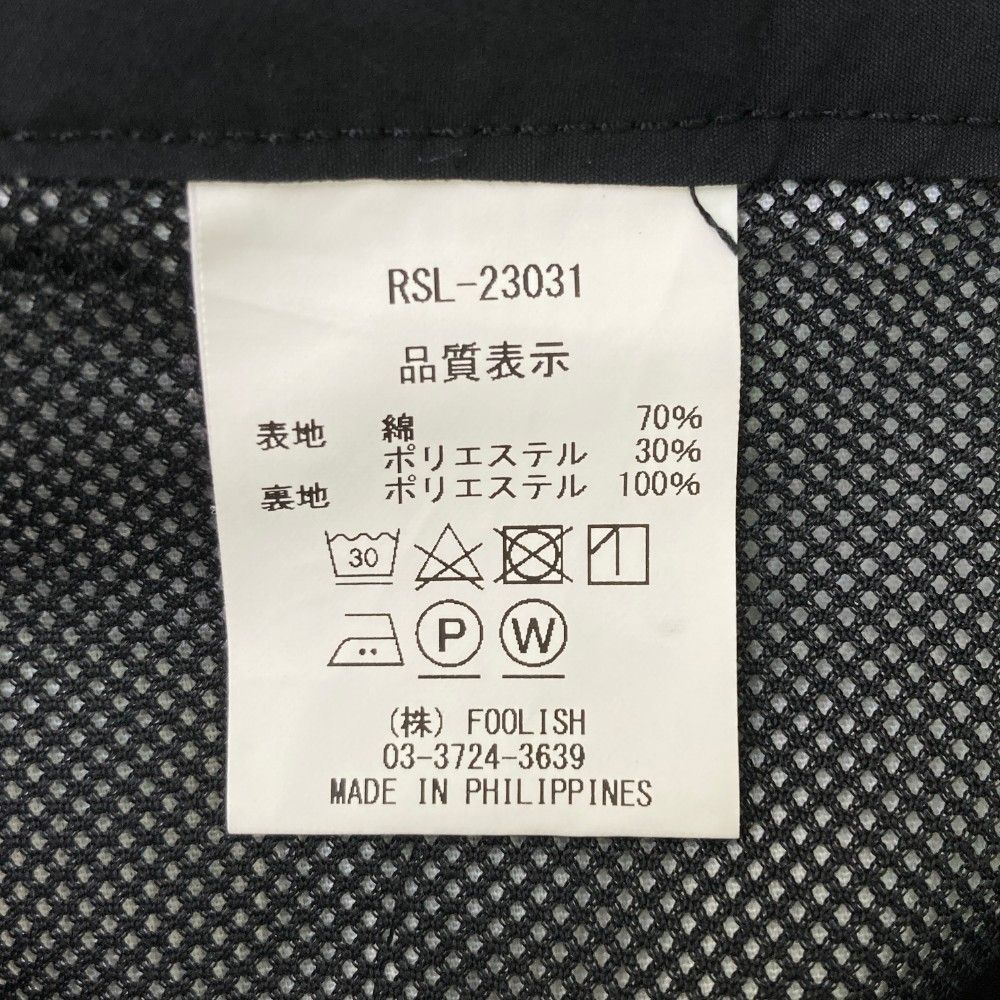 RSL-23031
品質表示
表地 綿 70%
ポリエステル 30%
裏地 ポリエステル 100%
30
P W
(株) FOOLISH
03-3724-3639
MADE IN PHILIPPINES